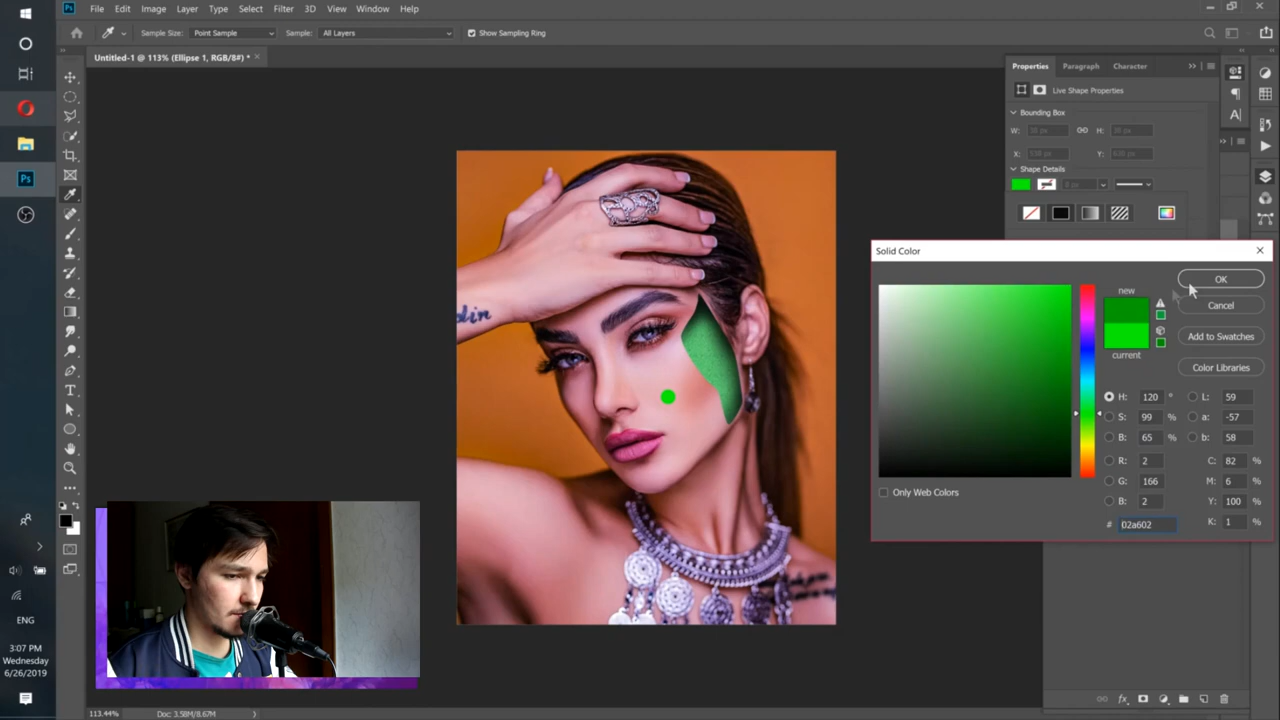 Ps File Edit Image Layer Type Select Filter 3D View Window Help
Sample Size: Point Sample Sample: All Layers Show Sampling Ring
Untitled-1 @ 113% (Ellipse 1, RGB/8#) *
Properties Paragraph Character
Live Shape Properties
Bounding Box
W: H:
X: Y:
Shape Details
Solid Color
OK
new
Cancel
Add to Swatches
current
Color Libraries
H: 120 ° L: 59
S: 99 % a: -57
B: 65 % b: 58
R: 2 C: 82 %
G: 166 M: 6 %
B: 2 Y: 100 %
K: 1 %
Only Web Colors
# 02a602
Ps
ENG
3:07 PM
Wednesday
6/26/2019
113.44% Doc: 3.58M/8.67M